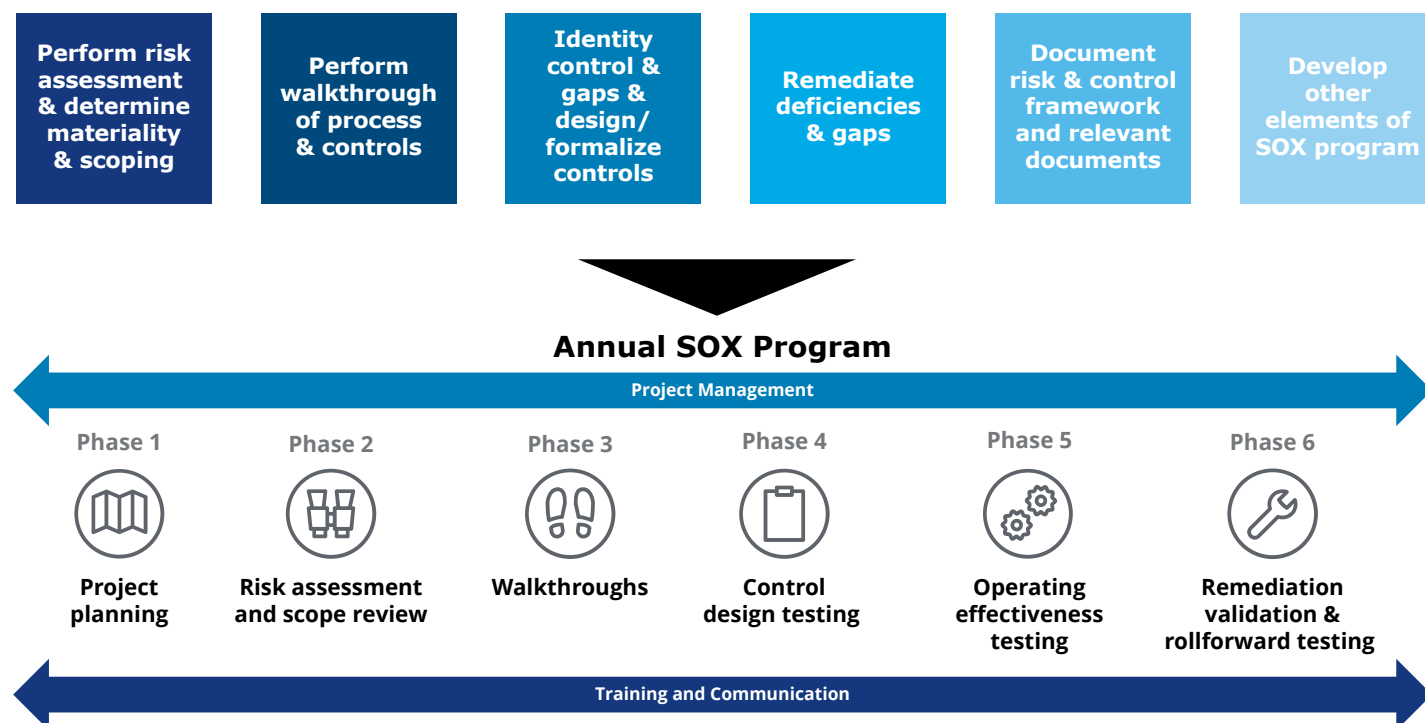 Perform risk
assessment
& determine
materiality
& scoping
Perform
walkthrough
of process
& controls
Identity
control &
gaps &
design/
formalize
controls
Remediate
deficiencies
& gaps
Document
risk & control
framework
and relevant
documents
Develop
other
elements of
SOX program
Annual SOX Program
Project Management
Phase 1
Phase 2
Phase 3
Phase 4
Phase 5
Phase 6
Project
planning
Risk assessment
and scope review
Walkthroughs
Control
design testing
Operating
effectiveness
testing
Remediation
validation &
rollforward testing
Training and Communication